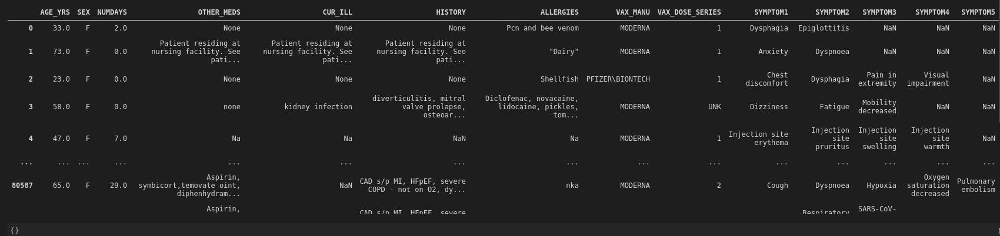 AGE_YRS SEX NUMDAYS OTHER_MEDS CUR_ILL HISTORY ALLERGIES VAX_MANU VAX_DOSE_SERIES SYMPTOM1 SYMPTOM2 SYMPTOM3 SYMPTOM4 SYMPTOM5
0 33.0 F 2.0 None None None Pcn and bee venom MODERNA 1 Dysphagia Epiglottitis NaN NaN NaN
Patient residing at Patient residing at Patient residing at
1 73.0 F 0.0 nursing facility. See nursing facility. See nursing facility. See "Dairy" MODERNA 1 Anxiety Dyspnoea NaN NaN NaN
pati... pati... pati...
Chest Pain in Visual
2 23.0 F 0.0 None None None Shellfish PFIZER\BIONTECH 1 Dysphagia NaN
discomfort extremity impairment
diverticulitis, mitral Diclofenac, novacaine,
Mobility
3 58.0 F 0.0 none kidney infection valve prolapse, lidocaine, pickles, MODERNA UNK Dizziness Fatigue NaN NaN
decreased
osteoar... tom...
Injection Injection Injection
Injection site
4 47.0 F 7.0 Na Na NaN Na MODERNA 1 site site site NaN
erythema
pruritus swelling warmth
... ... ... ... ... ... ... ... ... ... ... ... ... ... ...
Aspirin, Oxygen
CAD s/p MI, HFpEF, severe Pulmonary
80587 65.0 F 29.0 symbicort,temovate oint, NaN nka MODERNA 2 Cough Dyspnoea Hypoxia saturation
COPD - not on O2, dy... embolism
diphenhydram... decreased
Aspirin, SARS-CoV-
CAD s/p MI, HFpEF, severe Respiratory
{}